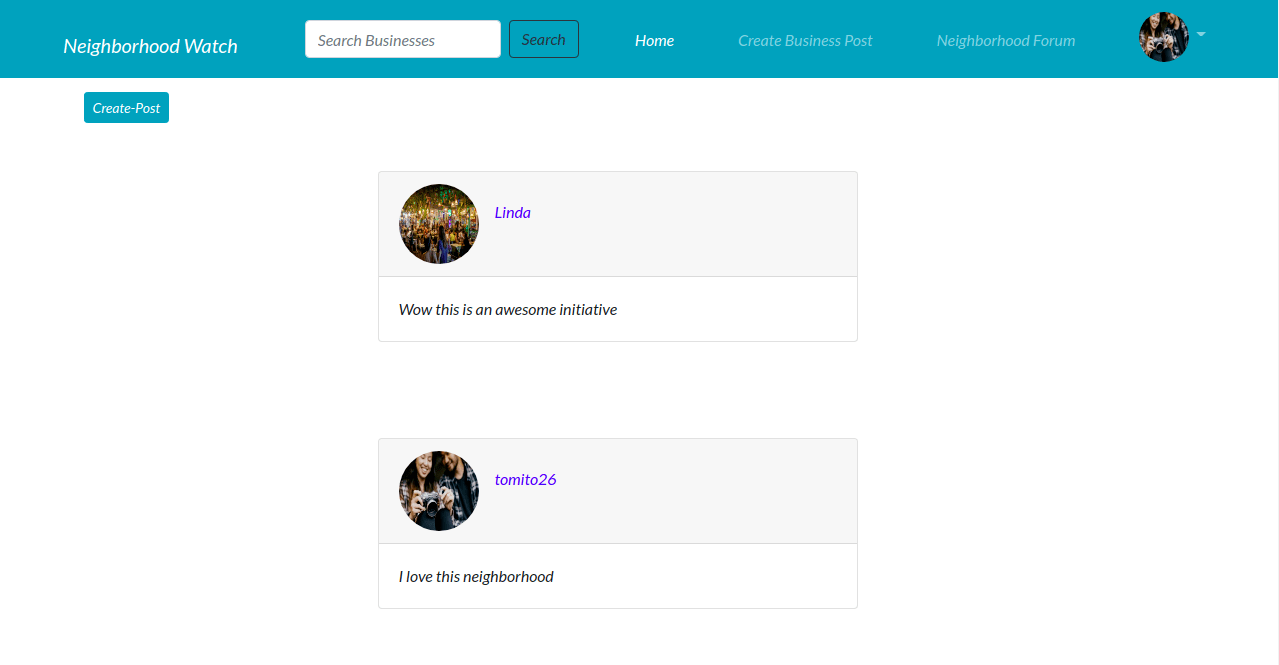 Neighborhood Watch
Search Businesses
Search
Home
Create Business Post
Neighborhood Forum
Create-Post
Linda
Wow this is an awesome initiative
tomito26
I love this neighborhood